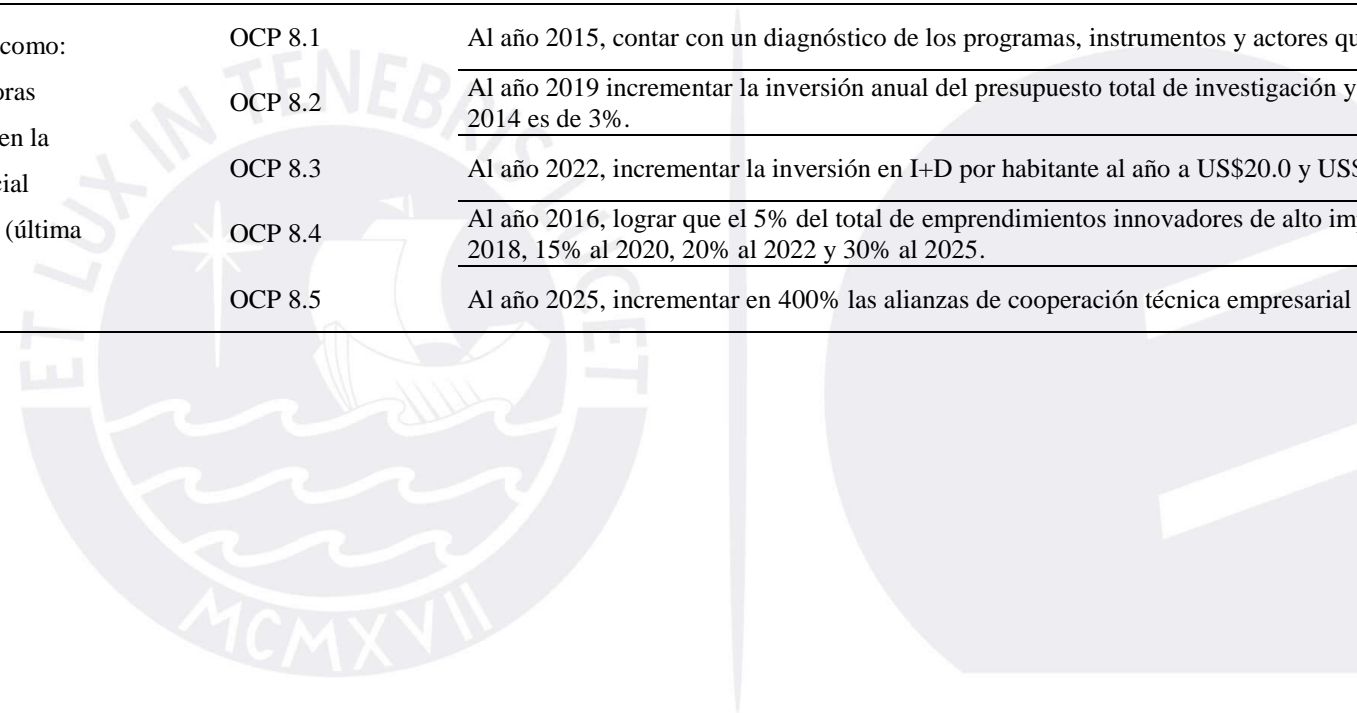 como:
oras
en la
cial
(última
OCP 8.1 Al año 2015, contar con un diagnóstico de los programas, instrumentos y actores qu
OCP 8.2 Al año 2019 incrementar la inversión anual del presupuesto total de investigación y
2014 es de 3%.
OCP 8.3 Al año 2022, incrementar la inversión en I+D por habitante al año a US$20.0 y US$
OCP 8.4 Al año 2016, lograr que el 5% del total de emprendimientos innovadores de alto im
2018, 15% al 2020, 20% al 2022 y 30% al 2025.
OCP 8.5 Al año 2025, incrementar en 400% las alianzas de cooperación técnica empresarial
ET LUX IN TENEBRIS LVCET
MCMXVII